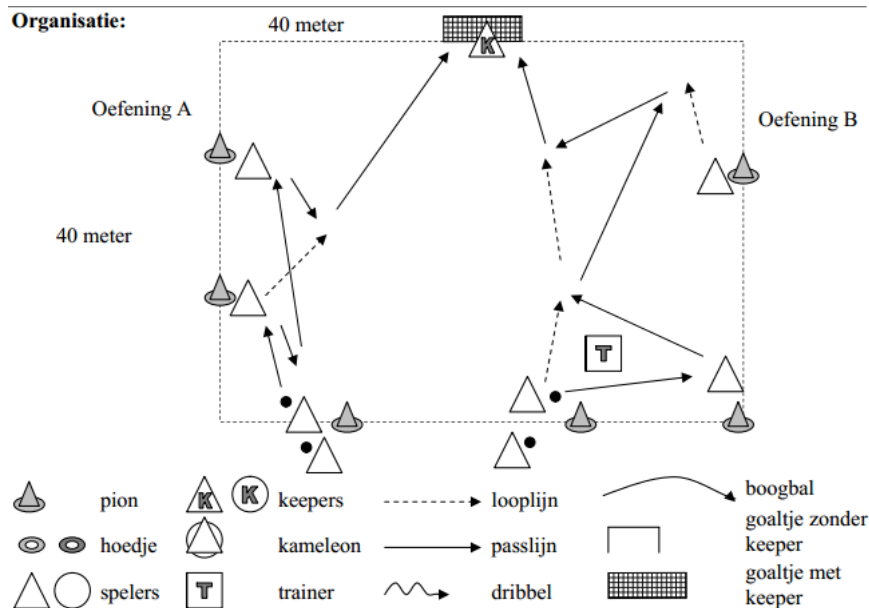 Organisatie:
40 meter
K
Oefening A
Oefening B
40 meter
T
pion
K K keepers
looplijn
boogbal
hoedje
kameleon
passlijn
goaltje zonder
keeper
spelers
T trainer
dribbel
goaltje met
keeper